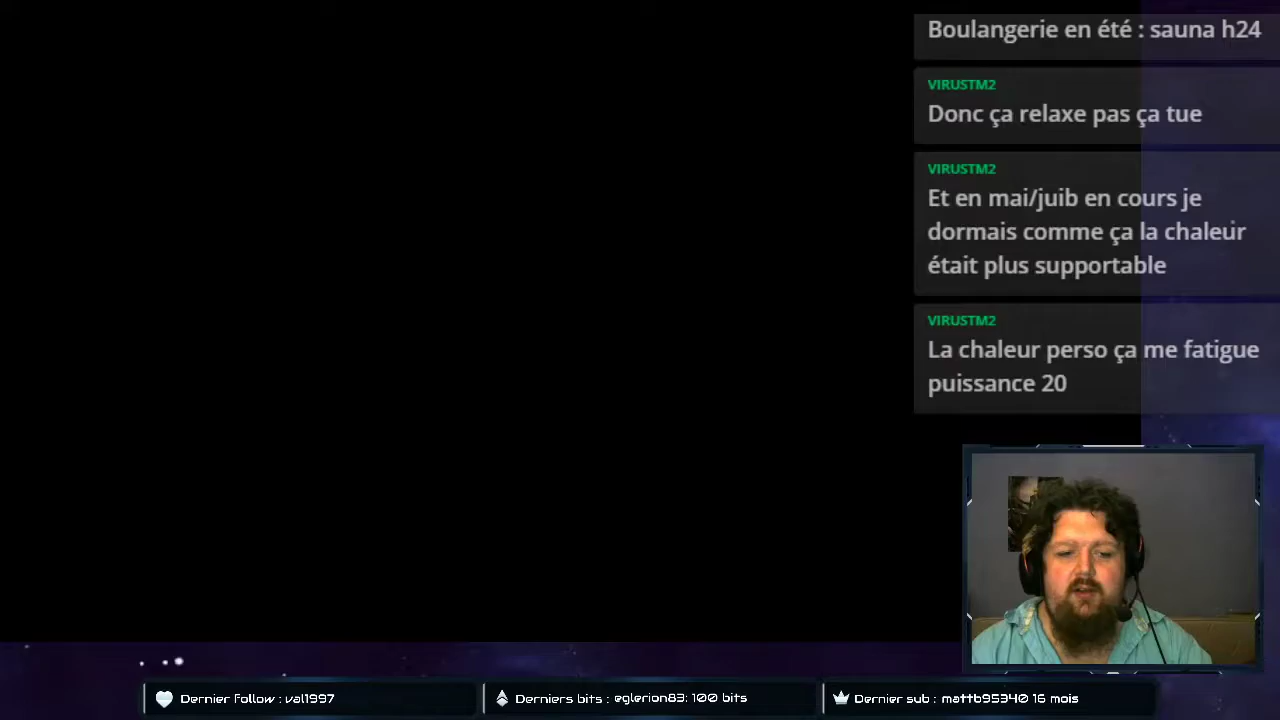 Boulangerie en été : sauna h24
VIRUSTM2
Donc ça relaxe pas ça tue
VIRUSTM2
Et en mai/juib en cours je
dormais comme ça la chaleur
était plus supportable
VIRUSTM2
La chaleur perso ça me fatigue
puissance 20
Dernier Follow : val1997
Derniers bits : eglerion83: 100 bits
Dernier sub : mattb95340 16 mois